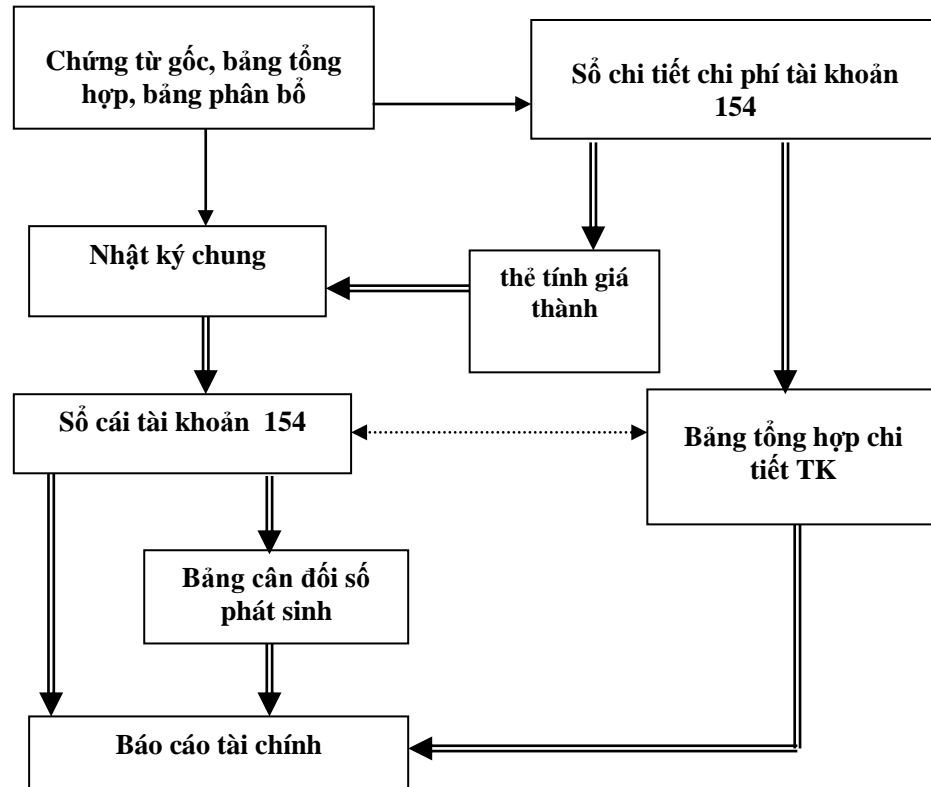 Chứng từ gốc, bảng tổng
hợp, bảng phân bổ
Sổ chi tiết chi phí tài khoản
154
Nhật ký chung
thẻ tính giá
thành
Sổ cái tài khoản 154
Bảng tổng hợp chi
tiết TK
Bảng cân đối số
phát sinh
Báo cáo tài chính